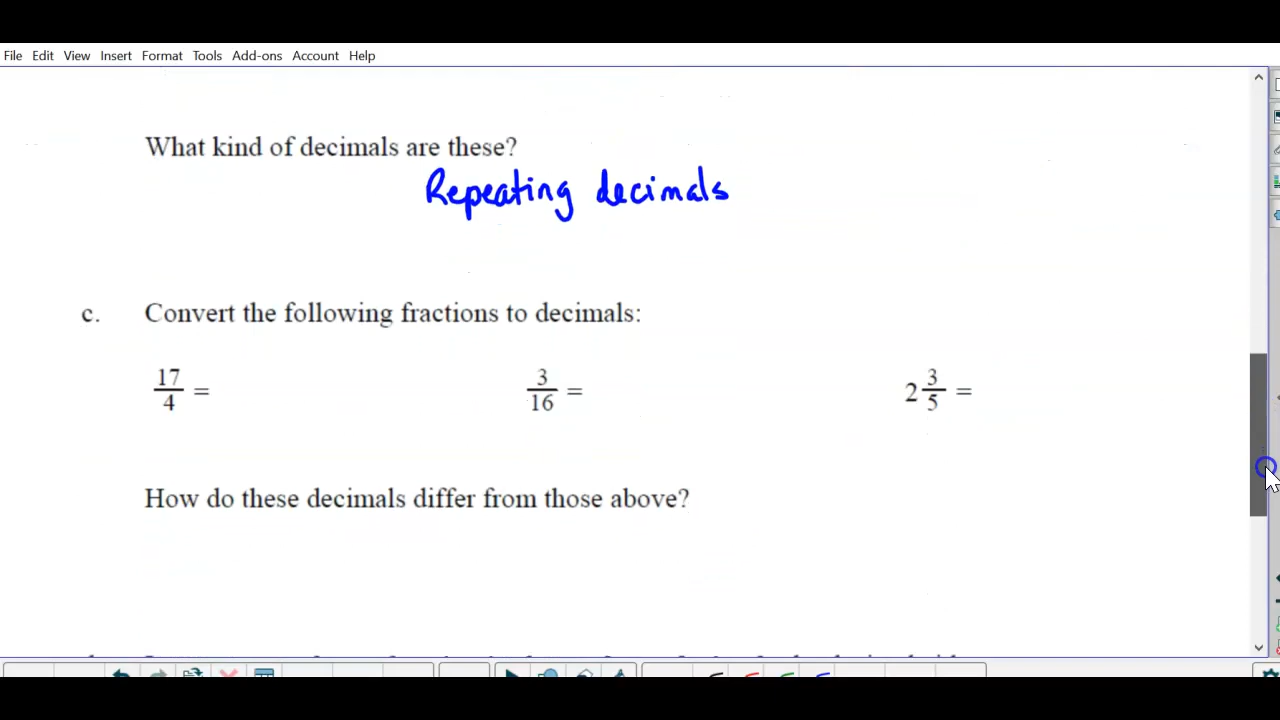 File Edit View Insert Format Tools Add-ons Account Help
What kind of decimals are these?
Repeating decimals
c. Convert the following fractions to decimals:
17/4 = 3/16 = 2 3/5 =
How do these decimals differ from those above?